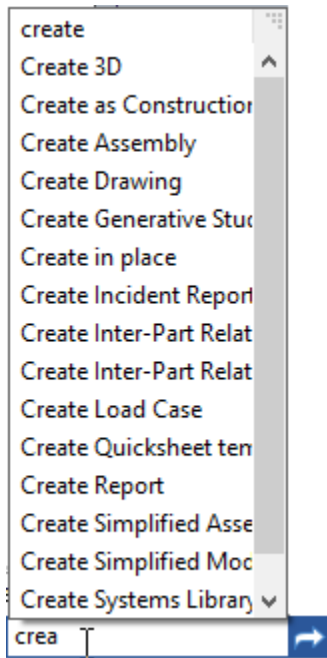 create
Create 3D
Create as Construction
Create Assembly
Create Drawing
Create Generative Stud
Create in place
Create Incident Report
Create Inter-Part Relat
Create Inter-Part Relat
Create Load Case
Create Quicksheet tem
Create Report
Create Simplified Asse
Create Simplified Mod
Create Systems Library
crea